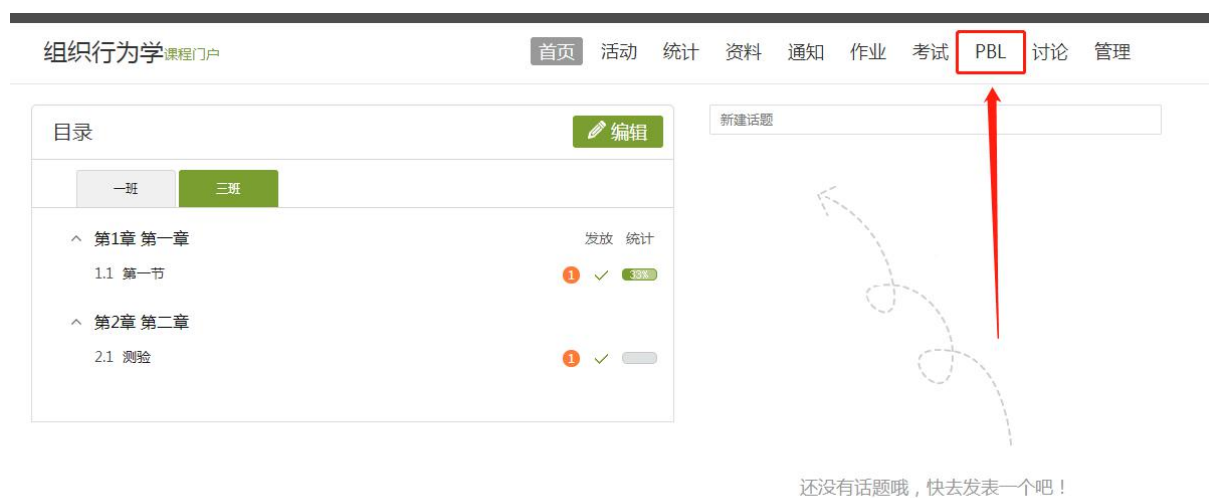 组织行为学课程门户
首页 活动 统计 资料 通知 作业 考试 PBL 讨论 管理
目录
编辑
新建话题
一班 三班
第1章 第一章 发放 统计
1.1 第一节 1 33%
第2章 第二章
2.1 测验 1
还没有话题哦，快去发表一个吧！